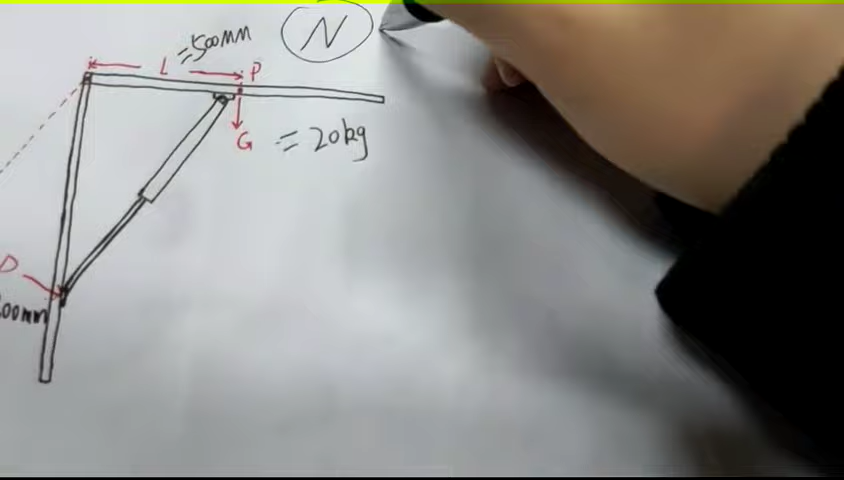 L =500mm
N
P
G = 20kg
D
00mm